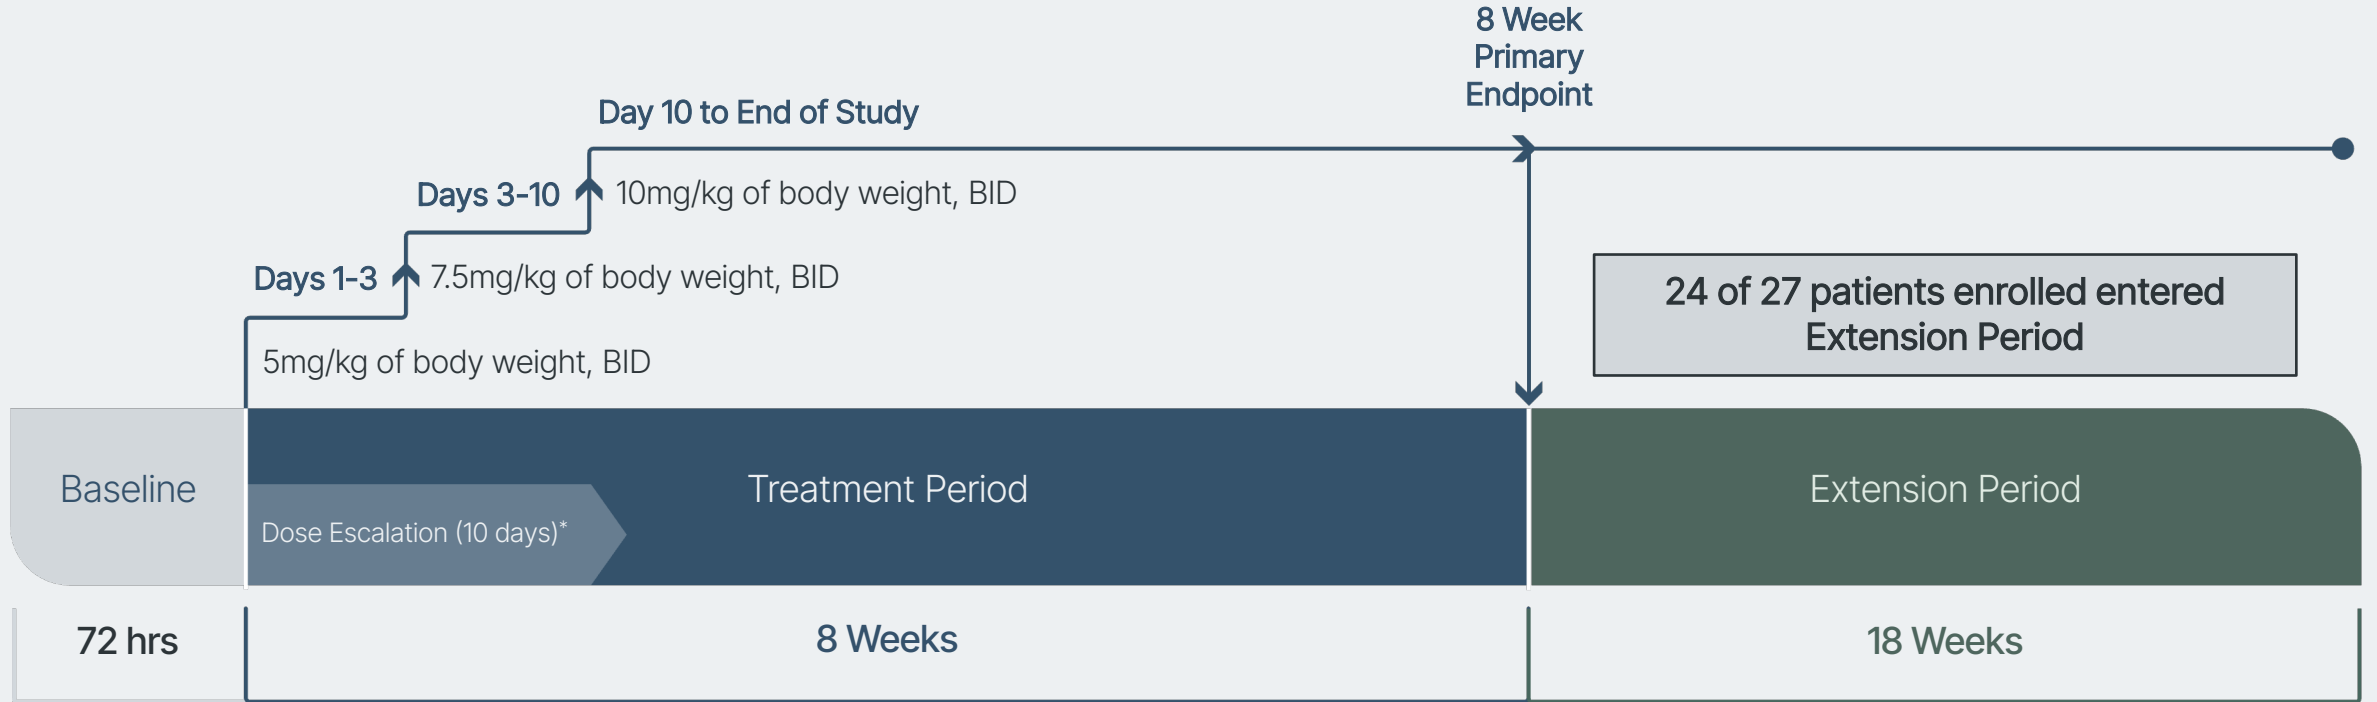 8 Week
Primary
Endpoint
Day 10 to End of Study
Days 3-10
10mg/kg of body weight, BID
Days 1-3
7.5mg/kg of body weight, BID
24 of 27 patients enrolled entered
Extension Period
5mg/kg of body weight, BID
Baseline
Treatment Period
Extension Period
Dose Escalation (10 days)*
72 hrs
8 Weeks
18 Weeks